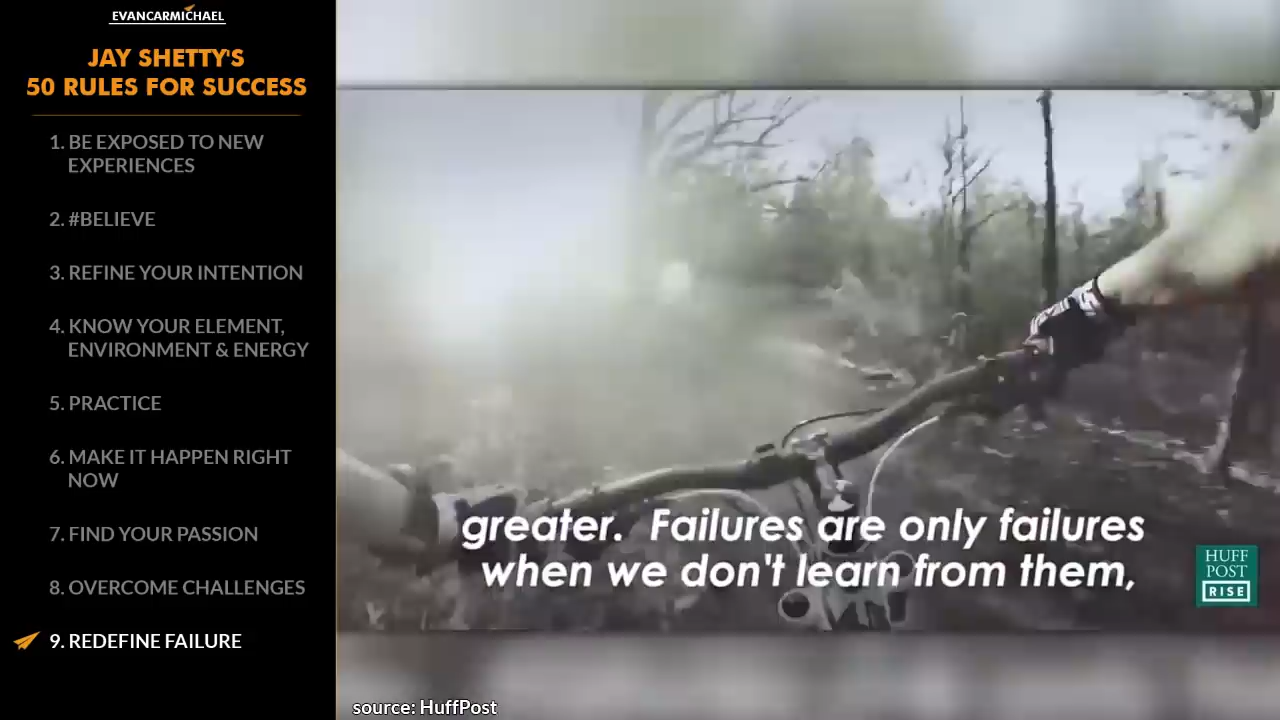 EVANCARMICHAEL
JAY SHETTY'S
50 RULES FOR SUCCESS
1. BE EXPOSED TO NEW
EXPERIENCES
2. #BELIEVE
3. REFINE YOUR INTENTION
4. KNOW YOUR ELEMENT,
ENVIRONMENT & ENERGY
5. PRACTICE
6. MAKE IT HAPPEN RIGHT
NOW
7. FIND YOUR PASSION
8. OVERCOME CHALLENGES
9. REDEFINE FAILURE
greater. Failures are only failures
when we don't learn from them,
HUFF
POST
RISE
source: HuffPost